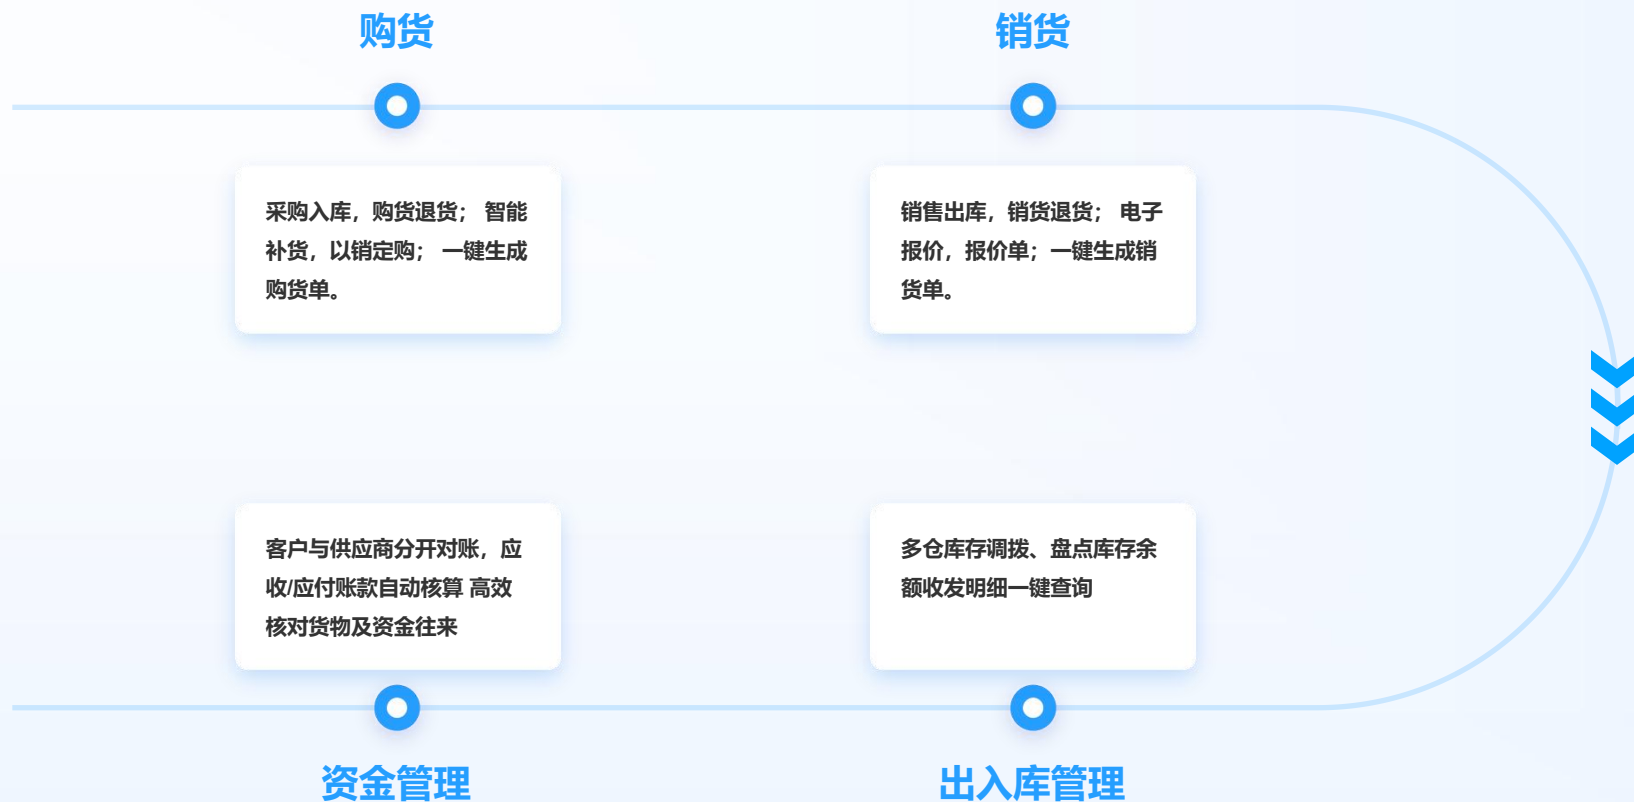 购货
销货
采购入库，购货退货； 智能
补货，以销定购； 一键生成
购货单。
销售出库，销货退货； 电子
报价，报价单；一键生成销
货单。
客户与供应商分开对账，应
收/应付账款自动核算 高效
核对货物及资金往来
多仓库存调拨、盘点库存余
额收发明细一键查询
资金管理
出入库管理